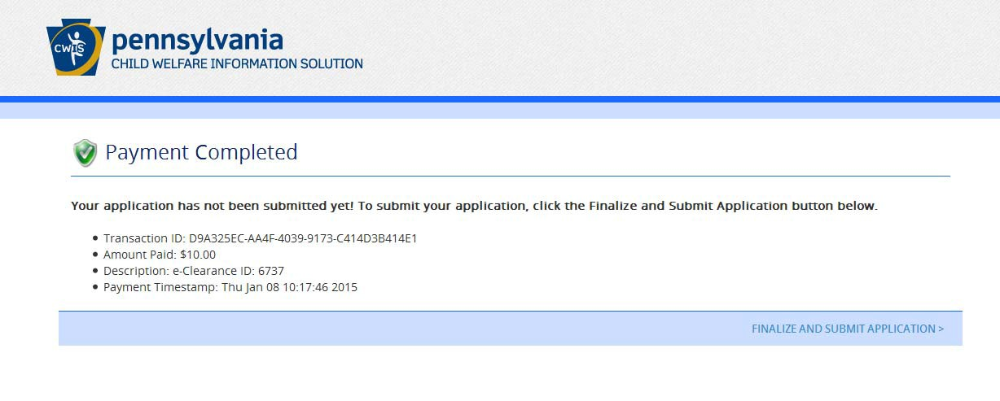 CWIS
pennsylvania
CHILD WELFARE INFORMATION SOLUTION
Payment Completed
Your application has not been submitted yet! To submit your application, click the Finalize and Submit Application button below.
Transaction ID: D9A325EC-AA4F-4039-9173-C414D3B414E1
Amount Paid: $10.00
Description: e-Clearance ID: 6737
Payment Timestamp: Thu Jan 08 10:17:46 2015
FINALIZE AND SUBMIT APPLICATION >